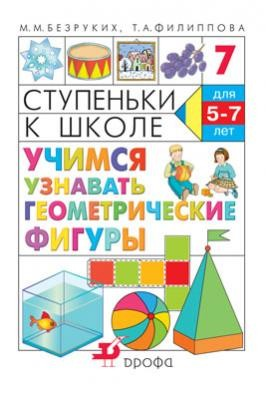 М.М.БЕЗРУКИХ, Т.А.ФИЛИППОВА
7
СТУПЕНЬКИ
К ШКОЛЕ
для
5-7
лет
УЧИМСЯ
УЗНАВАТЬ
ГЕОМЕТРИЧЕСКИЕ
ФИГУРЫ
дрофа